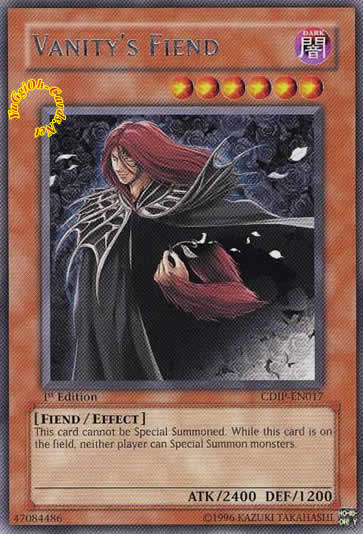 VANITY'S FIEND
DARK
闇
YuGiOh-Cards.Net
1st Edition
CDIP-EN017
[FIEND / EFFECT]
This card cannot be Special Summoned. While this card is on
the field, neither player can Special Summon monsters.
ATK/2400 DEF/1200
47084486
©1996 KAZUKI TAKAHASHI